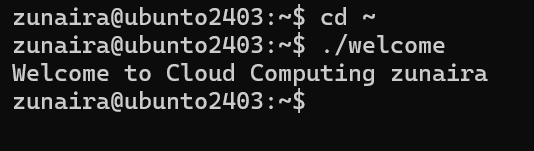 zunaira@ubunto2403:~$ cd ~
zunaira@ubunto2403:~$ ./welcome
Welcome to Cloud Computing zunaira
zunaira@ubunto2403:~$